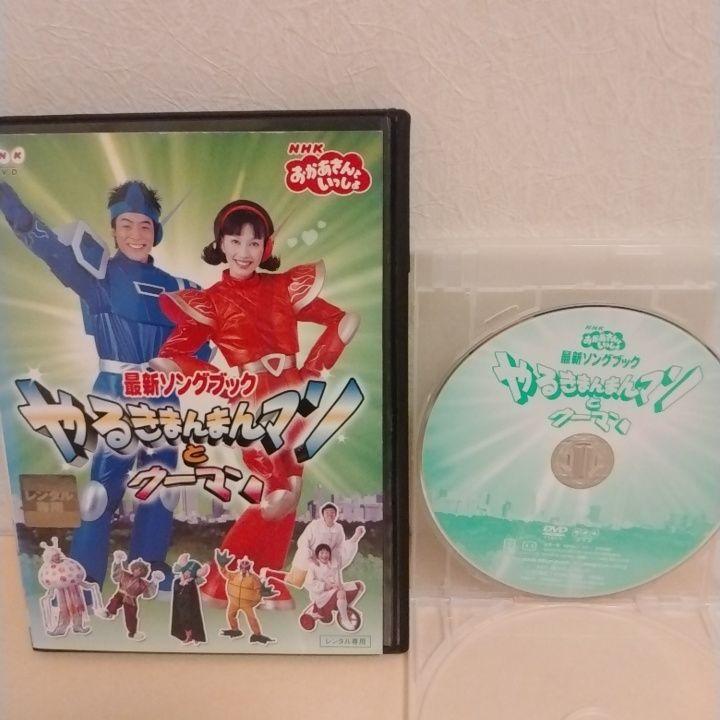 NHK
DVD
NHK
おかあさんと
いっしょ
最新ソングブック
やるきまんまんマン
と
ウーマン
レンタル
専用
レンタル専用
NHK
おかあさんと
いっしょ
最新ソングブック
やるきまんまんマン
と
ウーマン
DVD